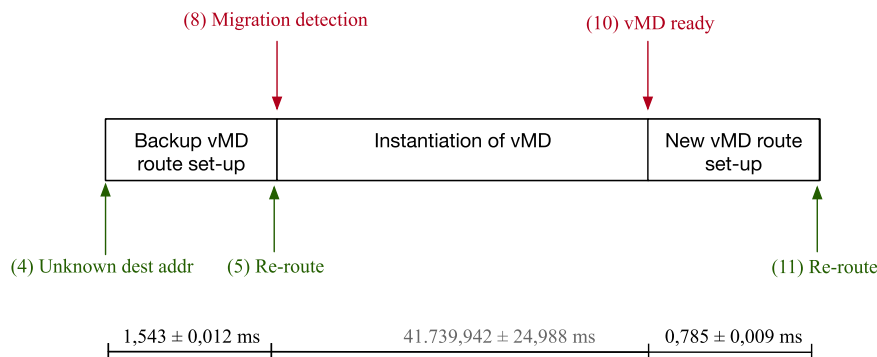 (8) Migration detection
(10) vMD ready
Backup vMD
route set-up
Instantiation of vMD
New vMD route
set-up
(4) Unknown dest addr
(5) Re-route
(11) Re-route
1,543 ± 0,012 ms
41.739,942 ± 24,988 ms
0,785 ± 0,009 ms